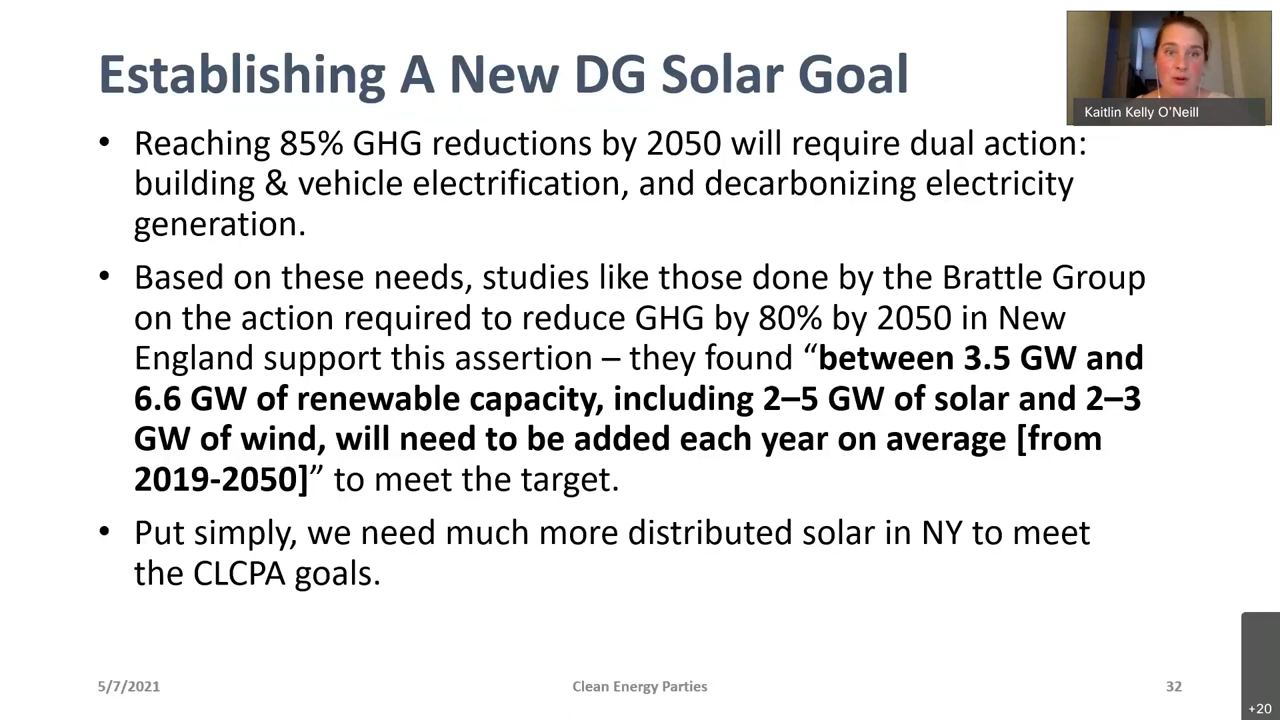 Establishing A New DG Solar Goal
Kaitlin Kelly O'Neill
• Reaching 85% GHG reductions by 2050 will require dual action:
building & vehicle electrification, and decarbonizing electricity
generation.
• Based on these needs, studies like those done by the Brattle Group
on the action required to reduce GHG by 80% by 2050 in New
England support this assertion – they found “between 3.5 GW and
6.6 GW of renewable capacity, including 2–5 GW of solar and 2–3
GW of wind, will need to be added each year on average [from
2019-2050]” to meet the target.
• Put simply, we need much more distributed solar in NY to meet
the CLCPA goals.
5/7/2021
Clean Energy Parties
32
+20